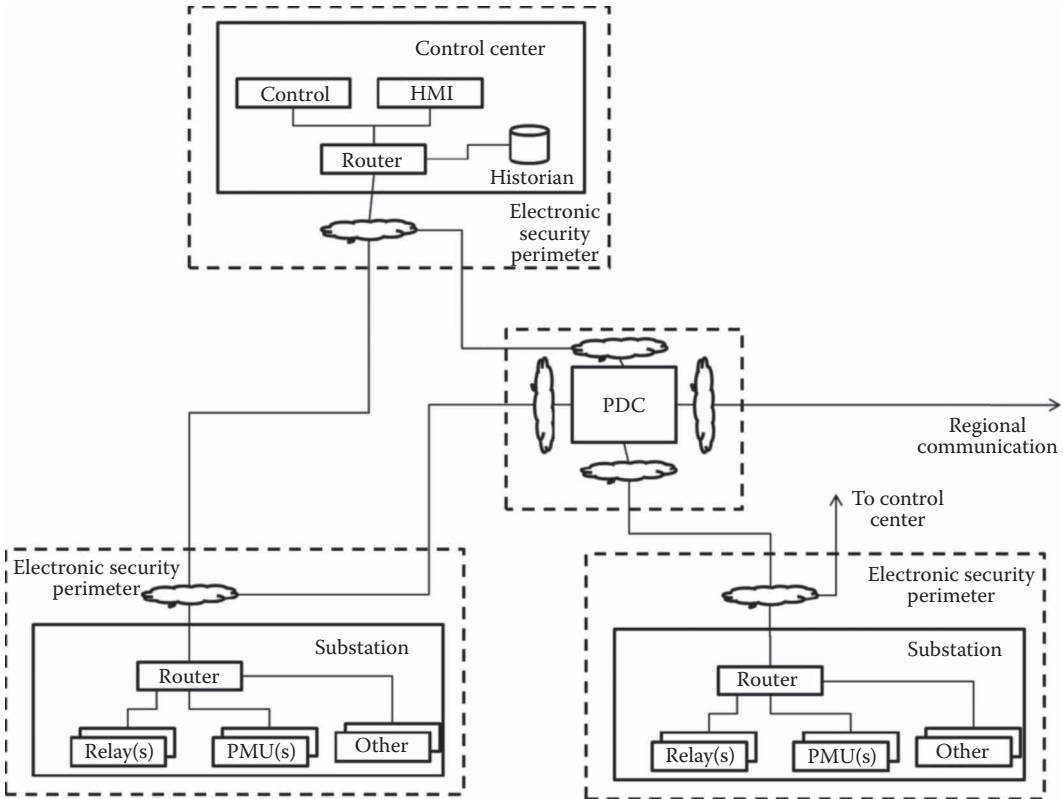 Control center
Control
HMI
Router
Historian
Electronic
security
perimeter
PDC
Regional
communication
To control
center
Electronic security
perimeter
Substation
Router
Relay(s)
PMU(s)
Other
Electronic security
perimeter
Substation
Router
Relay(s)
PMU(s)
Other